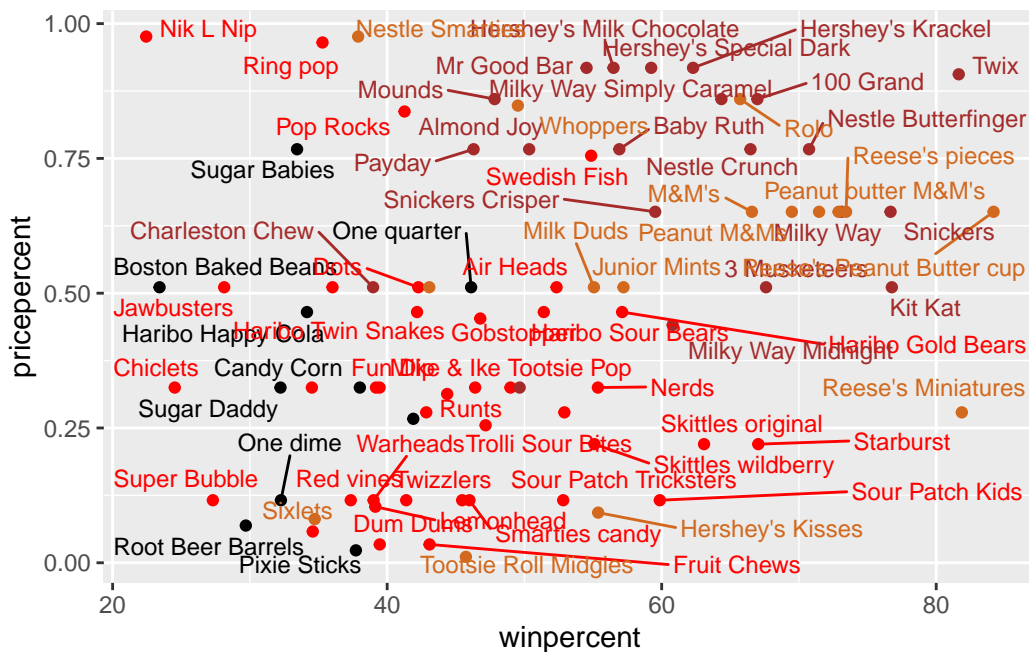 1.00
Nik L Nip
Nestle Smarties
Hershey's Milk Chocolate
Hershey's Krackel
Ring pop
Hershey's Special Dark
Mr Good Bar
Twix
Mounds
Milky Way Simply Caramel
100 Grand
Pop Rocks
Almond Joy
Whoppers
Baby Ruth
Rolo
Nestle Butterfinger
0.75
Sugar Babies
Payday
Swedish Fish
Nestle Crunch
Reese's pieces
Snickers Crisper
M&M's
Peanut butter M&M's
Charleston Chew
One quarter
Milk Duds
Peanut M&Ms
Milky Way
Snickers
Boston Baked Beans
Dots
Air Heads
Junior Mints
3 Musketeers
Reese's Peanut Butter cup
0.50
Jawbusters
Kit Kat
Haribo Happy Cola
Haribo Twin Snakes
Gobstopper
Haribo Sour Bears
Haribo Gold Bears
Milky Way Midnight
Chiclets
Candy Corn
Fun Dip
Mike & Ike
Tootsie Pop
Nerds
Reese's Miniatures
Sugar Daddy
Runts
Skittles original
0.25
One dime
Warheads
Trolli Sour Bites
Starburst
Skittles wildberry
Super Bubble
Red vines
Twizzlers
Sour Patch Tricksters
Sour Patch Kids
Sixlets
Dum Dums
Lemonhead
Smarties candy
Hershey's Kisses
Root Beer Barrels
0.00
Pixie Sticks
Tootsie Roll Midgies
Fruit Chews
20
40
60
80
winpercent
pricepercent